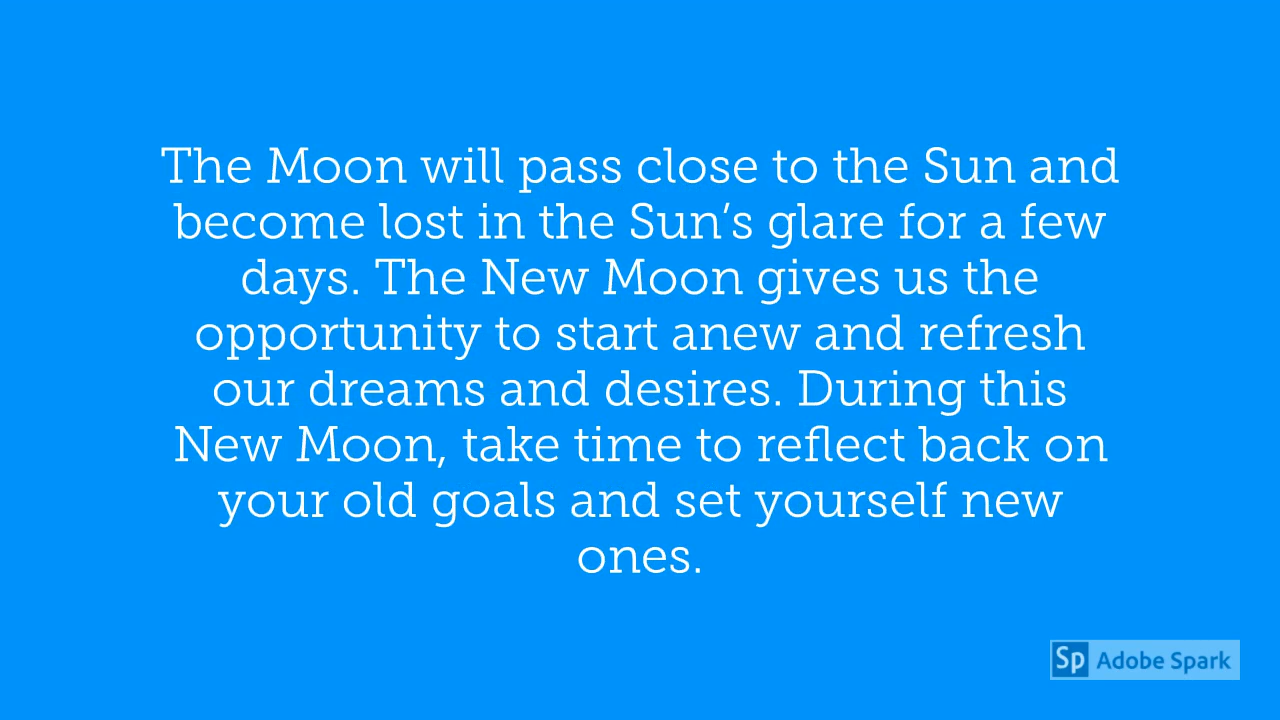 The Moon will pass close to the Sun and
become lost in the Sun's glare for a few
days. The New Moon gives us the
opportunity to start anew and refresh
our dreams and desires. During this
New Moon, take time to reflect back on
your old goals and set yourself new
ones.
Sp Adobe Spark